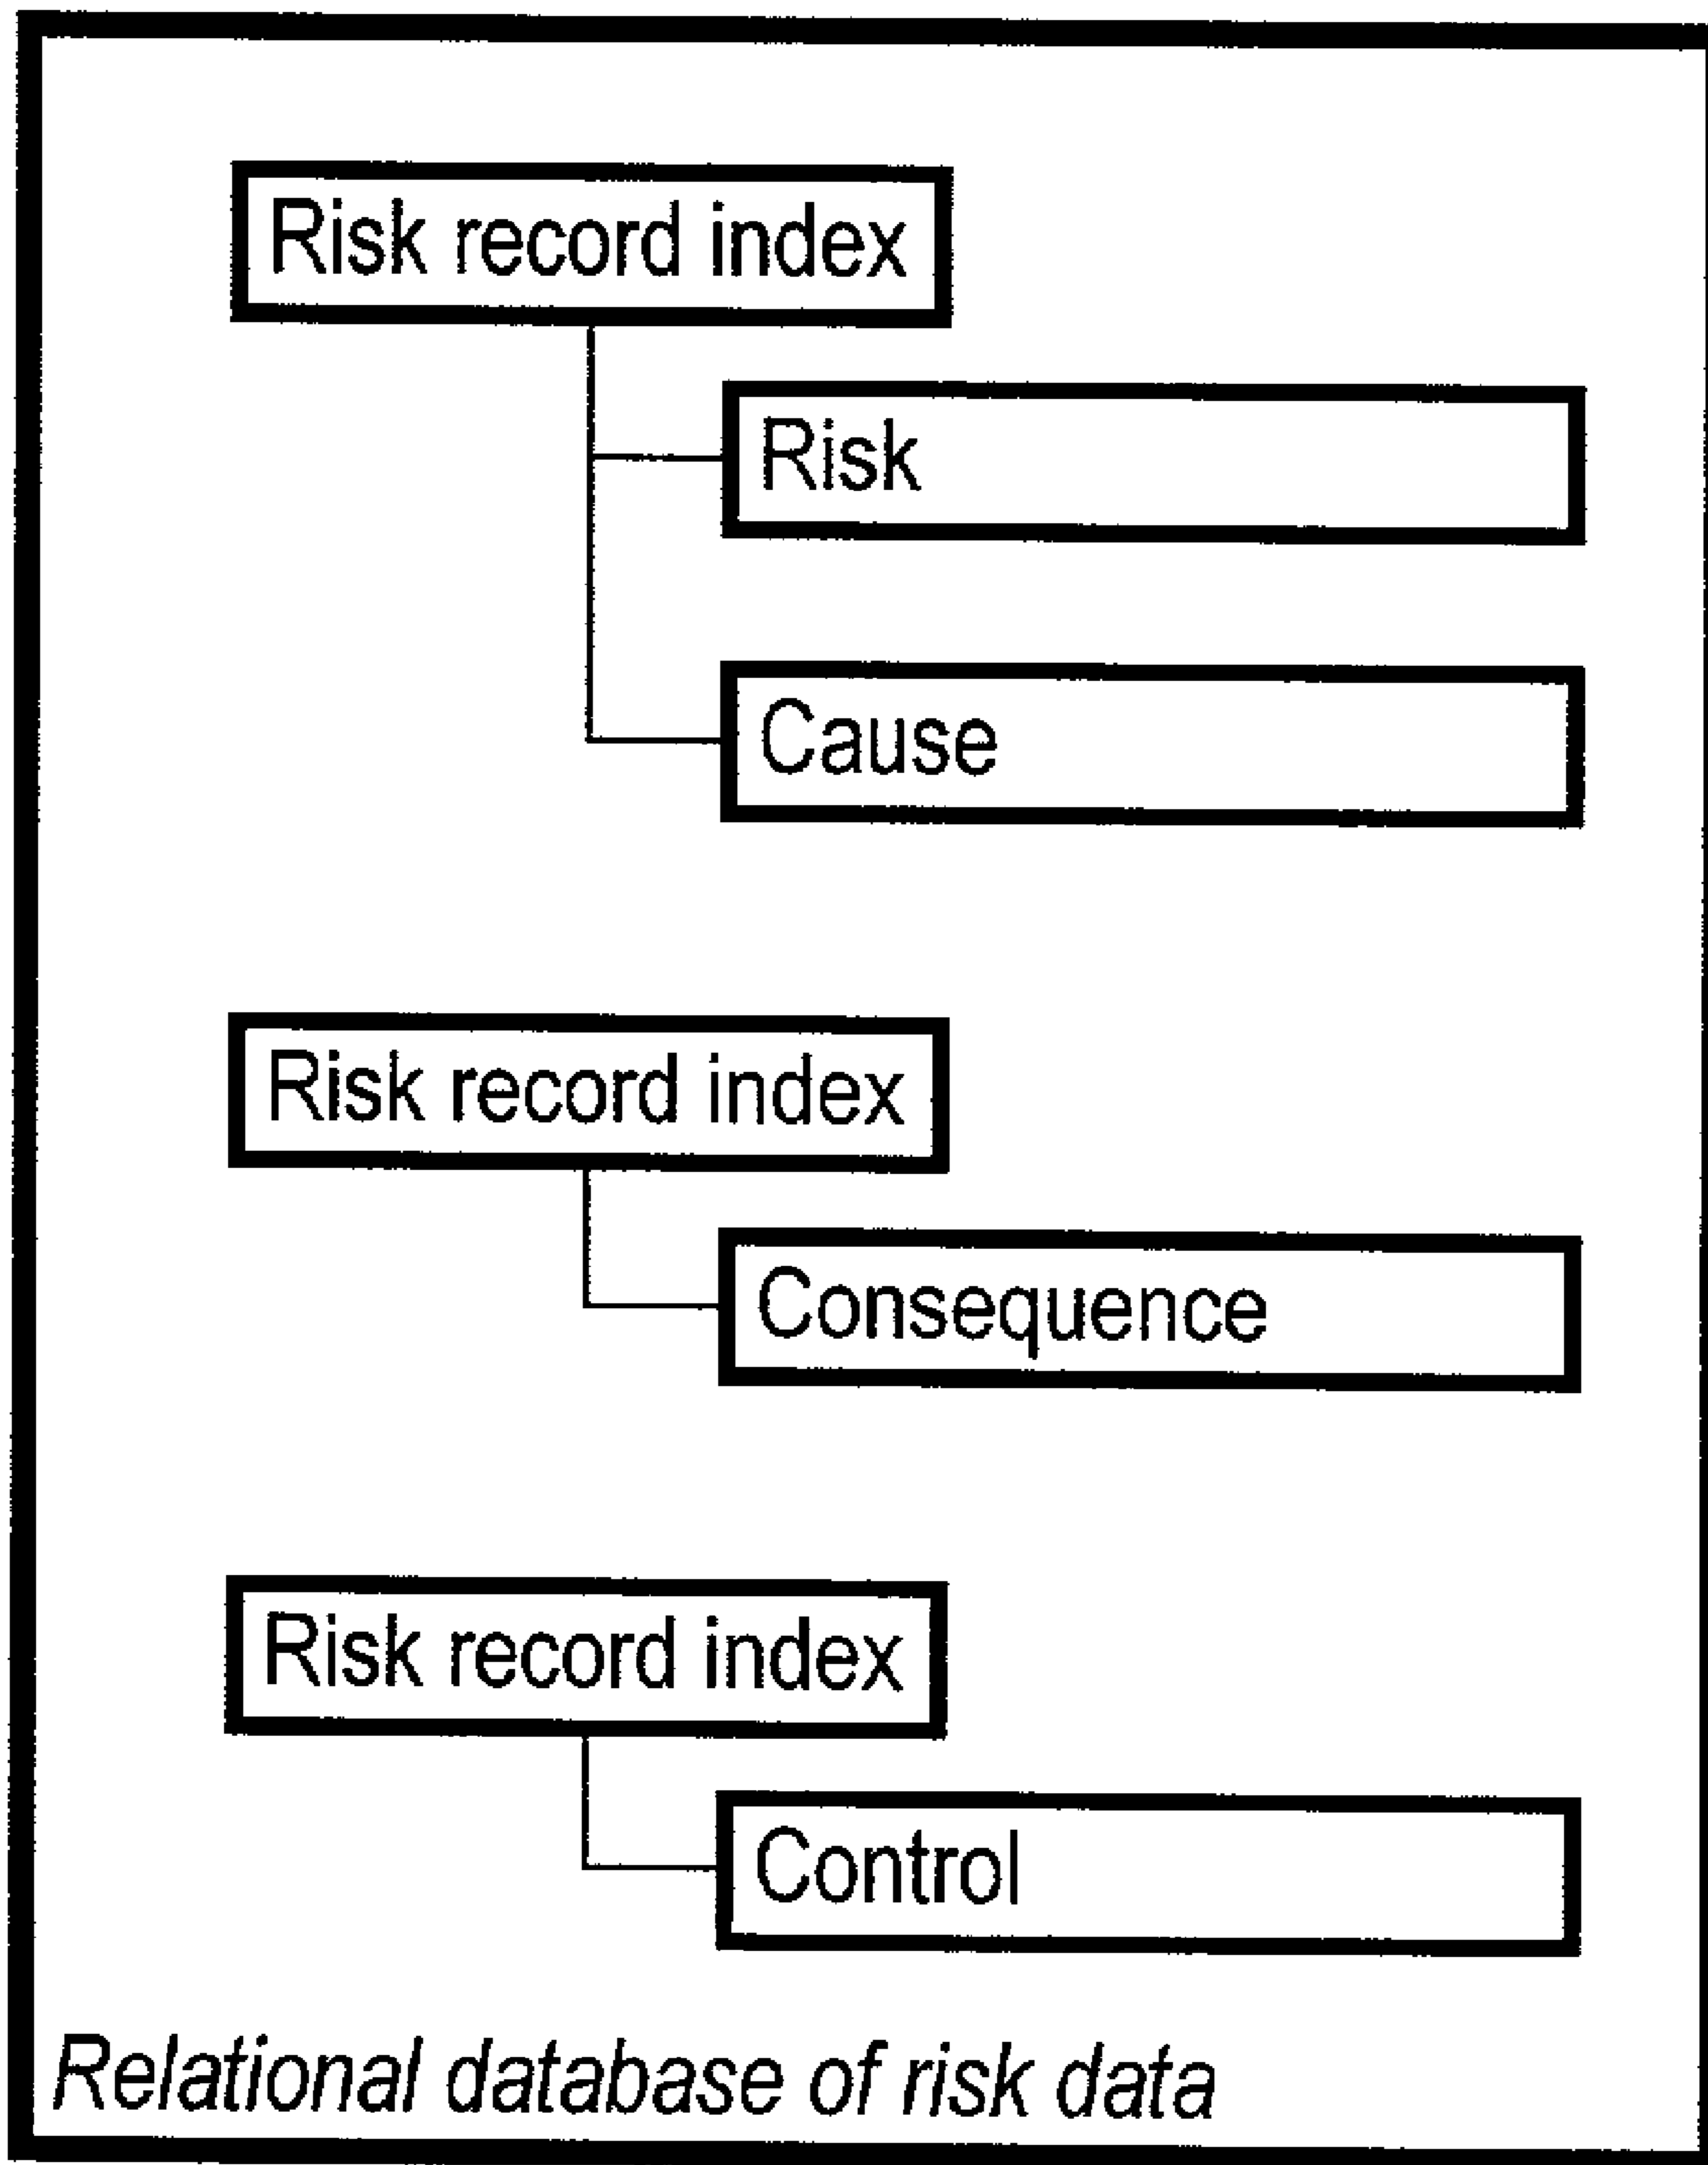 Risk record index
Risk
Cause
Risk record index
Consequence
Risk record index
Control
Relational database of risk data